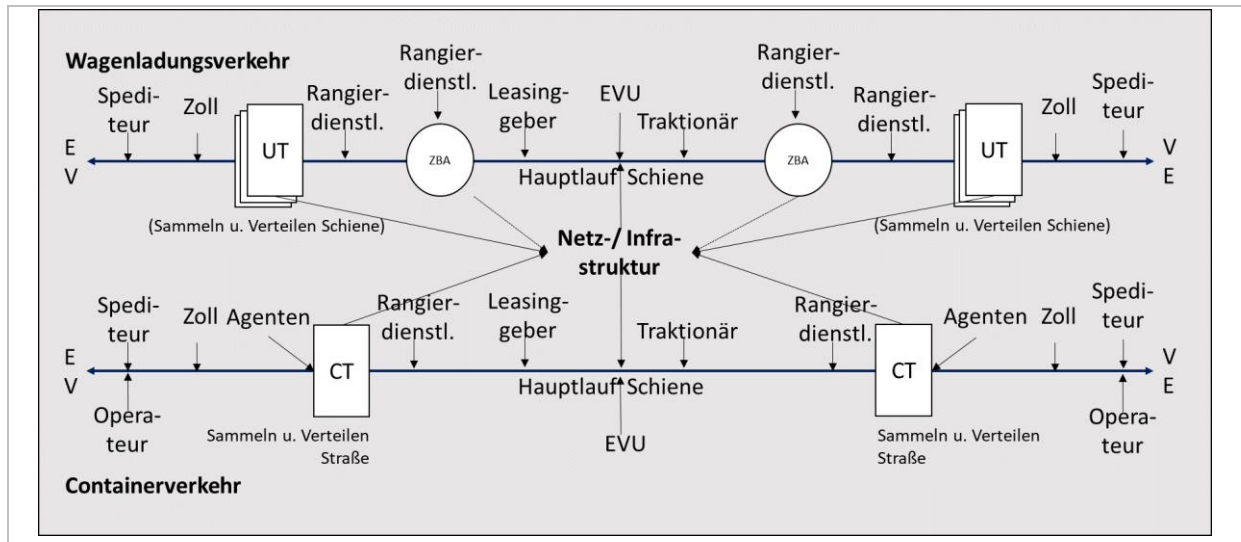 Wagenladungsverkehr
Spedi-
teur
Zoll
Rangier-
dienstl.
Rangier-
dienstl.
Leasing-
geber
EVU
Traktionär
Rangier-
dienstl.
Rangier-
dienstl.
Zoll
Spedi-
teur
E
V
UT
ZBA
Hauptlauf Schiene
ZBA
UT
V
E
(Sammeln u. Verteilen Schiene)
(Sammeln u. Verteilen Schiene)
Netz-/ Infra-
struktur
Spedi-
teur
Zoll
Agenten
Rangier-
dienstl.
Leasing-
geber
Traktionär
Rangier-
dienstl.
Agenten
Zoll
Spedi-
teur
E
V
CT
Hauptlauf Schiene
CT
V
E
Opera-
teur
Sammeln u. Verteilen
Straße
EVU
Sammeln u. Verteilen
Straße
Opera-
teur
Containerverkehr